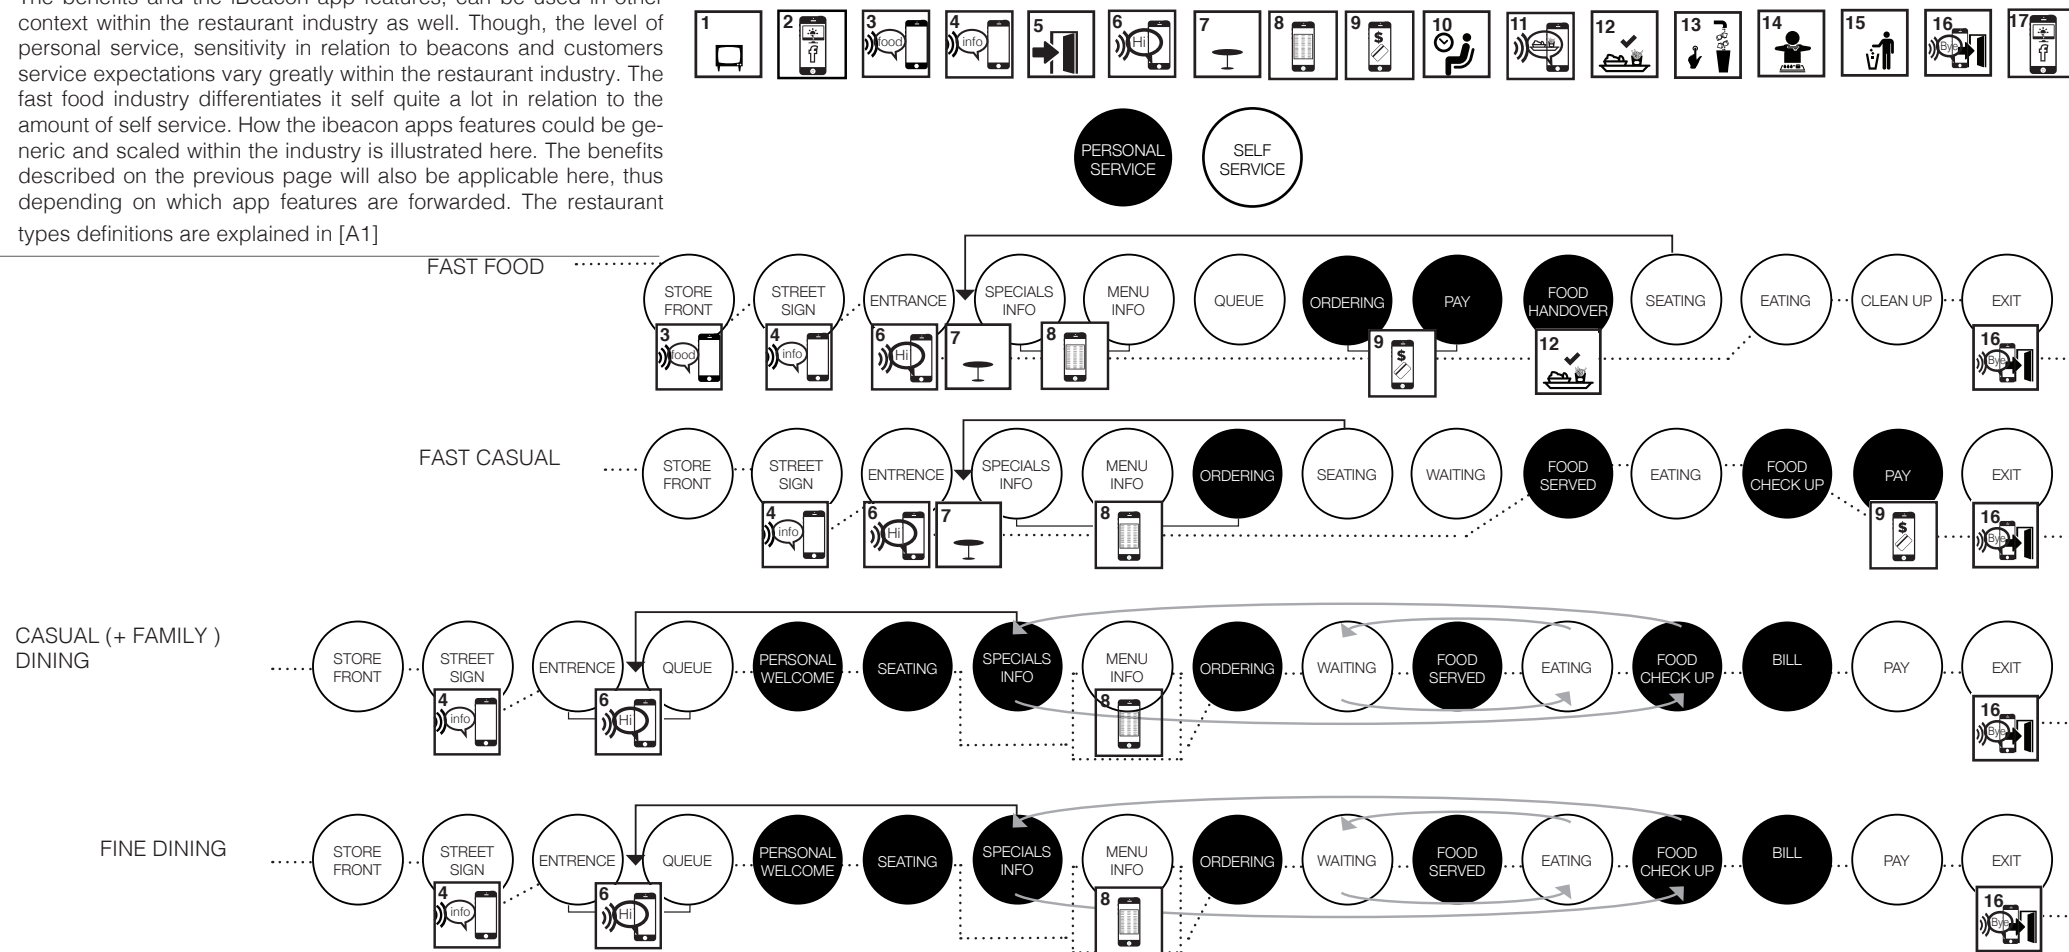 The benefits and the iBeacon app features, can be used in other
context within the restaurant industry as well. Though, the level of
personal service, sensitivity in relation to beacons and customers
service expectations vary greatly within the restaurant industry. The
fast food industry differentiates it self quite a lot in relation to the
amount of self service. How the ibeacon apps features could be ge-
neric and scaled within the industry is illustrated here. The benefits
described on the previous page will also be applicable here, thus
depending on which app features are forwarded. The restaurant
types definitions are explained in [A1]
1 2 3 4 5 6 7 8 9 10 11 12 13 14 15 16 17
f food info Hi $ Bye f
PERSONAL
SERVICE
SELF
SERVICE
FAST FOOD
STORE
FRONT
STREET
SIGN
ENTRANCE
SPECIALS
INFO
MENU
INFO
QUEUE
ORDERING
PAY
FOOD
HANDOVER
SEATING
EATING
CLEAN UP
EXIT
3 food
4 info
6 Hi
7
8
9 $
12
16 Bye
FAST CASUAL
STORE
FRONT
STREET
SIGN
ENTRENCE
SPECIALS
INFO
MENU
INFO
ORDERING
SEATING
WAITING
FOOD
SERVED
EATING
FOOD
CHECK UP
PAY
EXIT
4 info
6 Hi
7
8
9 $
16 Bye
CASUAL (+ FAMILY )
DINING
STORE
FRONT
STREET
SIGN
ENTRENCE
QUEUE
PERSONAL
WELCOME
SEATING
SPECIALS
INFO
MENU
INFO
ORDERING
WAITING
FOOD
SERVED
EATING
FOOD
CHECK UP
BILL
PAY
EXIT
4 info
6 Hi
8
16 Bye
FINE DINING
STORE
FRONT
STREET
SIGN
ENTRENCE
QUEUE
PERSONAL
WELCOME
SEATING
SPECIALS
INFO
MENU
INFO
ORDERING
WAITING
FOOD
SERVED
EATING
FOOD
CHECK UP
BILL
PAY
EXIT
4 info
6 Hi
8
16 Bye